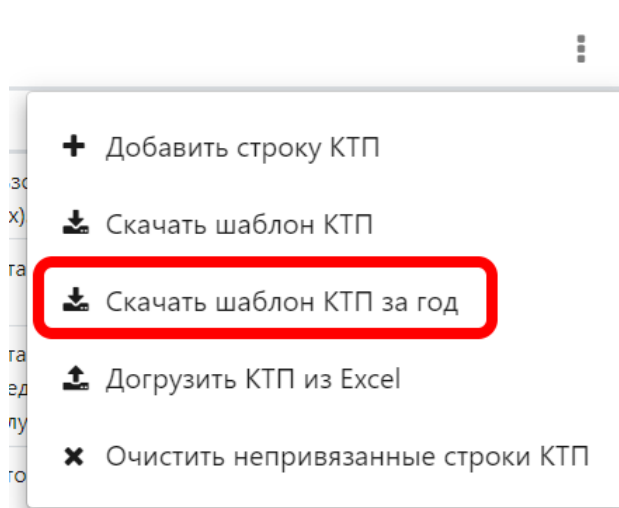 Добавить строку КТП
Скачать шаблон КТП
Скачать шаблон КТП за год
Догрузить КТП из Excel
Очистить непривязанные строки КТП